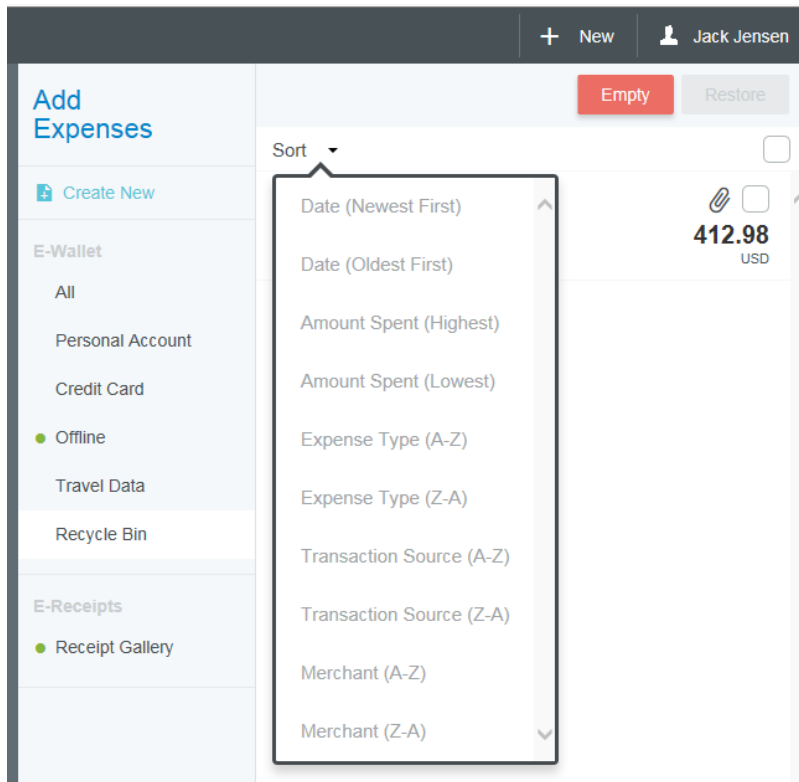 New
Jack Jensen
Add
Expenses
Empty
Restore
Sort
Create New
E-Wallet
All
Personal Account
Credit Card
Offline
Travel Data
Recycle Bin
E-Receipts
Receipt Gallery
Date (Newest First)
Date (Oldest First)
Amount Spent (Highest)
Amount Spent (Lowest)
Expense Type (A-Z)
Expense Type (Z-A)
Transaction Source (A-Z)
Transaction Source (Z-A)
Merchant (A-Z)
Merchant (Z-A)
412.98
USD